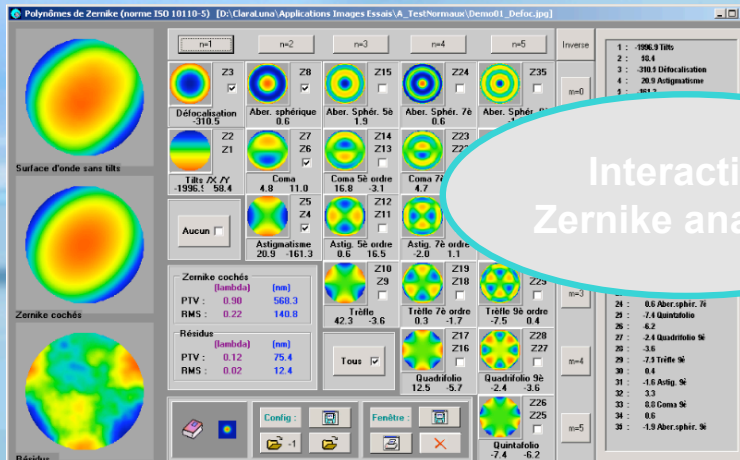 Polynômes de Zernike (norme ISO 10110-5) [D:\ClaraLuna\Applications Images Essais\A_TestNormaux\Demo01_Defoc.jpg]
n=1 n=2 n=3 n=4 n=5 Inverse
Z3 Z8 Z15 Z24 Z35
Défocalisation Aber. sphérique Aber. Sphér. 5è Aber. Sphér. 7è Aber. Sphér.
-310.5 0.6 1.9 0.6
m=0
Z2 Z7 Z14 Z23
Z1 Z6 Z13
Tilts /X /Y Coma Coma 5è ordre Coma
58.4 4.8 11.0 16.8 -3.1 4.7
Surface d'onde sans tilts
Z5 Z12
Z4 Z11
Aucun
Astigmatisme Astig. 5è ordre Astig. 7è ordre
20.9 -161.3 0.6 16.5 -2.0 1.1
Z10 Z19
Z9 Z18 Z25
m=3
Trèfle Trèfle 7è ordre Trèfle 9è ordre
42.3 -3.6 0.3 -1.7 -7.5 0.4
Zernike cochés
(lambda) (nm)
PTV : 0.90 568.3
RMS : 0.22 140.8
Zernike cochés
Résidus
(lambda) (nm)
PTV : 0.12 75.4
RMS : 0.02 12.4
Tous
Z17 Z28
Z16 Z27
m=4
Quadrifolio Quadrifolio 9è
12.5 -5.7 -2.4 -3.6
Config : Fenêtre :
-1
Z26
Z25
m=5
Quintafolio
-7.4 -6.2
Résidus
1 : -1996.9 Tilts
2 : 58.4
3 : -310.5 Défocalisation
4 : 20.9 Astigmatisme
5 : -161.3
Interacti
Zernike ana
24 : 0.6 Aber.sphér. 7è
25 : -7.4 Quintafolio
26 : -6.2
27 : -2.4 Quadrifolio 9è
28 : -3.6
29 : -7.5 Trèfle 9è
30 : 0.4
31 : -1.6 Astig. 9è
32 : 3.3
33 : 8.8 Coma 9è
34 : 0.6
35 : -1.9 Aber.sphér. 9è